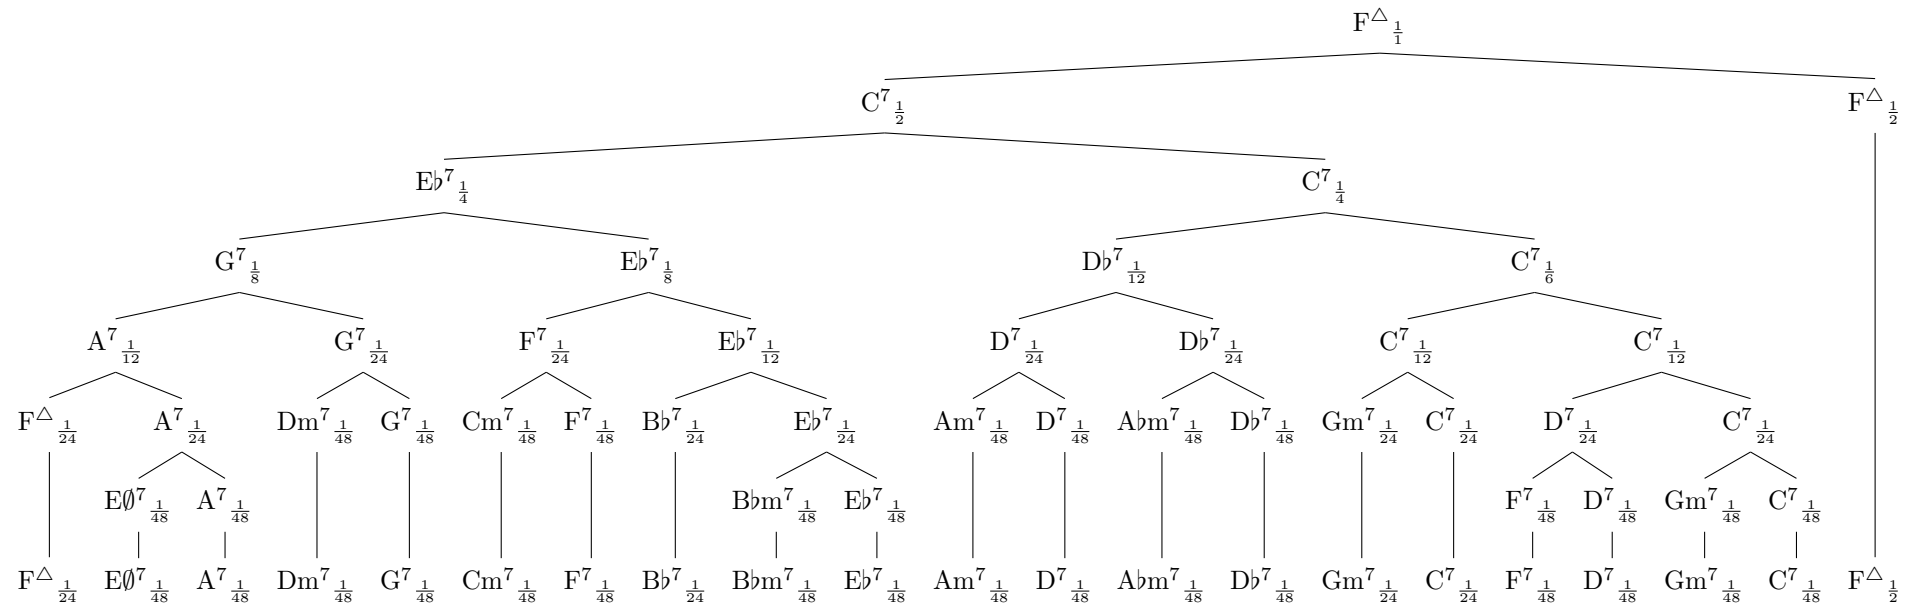 F△ 1/1
C7 1/2 F△ 1/2
E♭7 1/4 C7 1/4
G7 1/8 E♭7 1/8 D♭7 1/12 C7 1/6
A7 1/12 G7 1/24 F7 1/24 E♭7 1/12 D7 1/24 D♭7 1/24 C7 1/12 C7 1/12
F△ 1/24 A7 1/24 Dm7 1/48 G7 1/48 Cm7 1/48 F7 1/48 B♭7 1/24 E♭7 1/24 Am7 1/48 D7 1/48 A♭m7 1/48 D♭7 1/48 Gm7 1/24 C7 1/24 D7 1/24 C7 1/24
E∅7 1/48 A7 1/48 B♭m7 1/48 E♭7 1/48 F7 1/48 D7 1/48 Gm7 1/48 C7 1/48
F△ 1/24 E∅7 1/48 A7 1/48 Dm7 1/48 G7 1/48 Cm7 1/48 F7 1/48 B♭7 1/24 B♭m7 1/48 E♭7 1/48 Am7 1/48 D7 1/48 A♭m7 1/48 D♭7 1/48 Gm7 1/24 C7 1/24 F7 1/48 D7 1/48 Gm7 1/48 C7 1/48 F△ 1/2